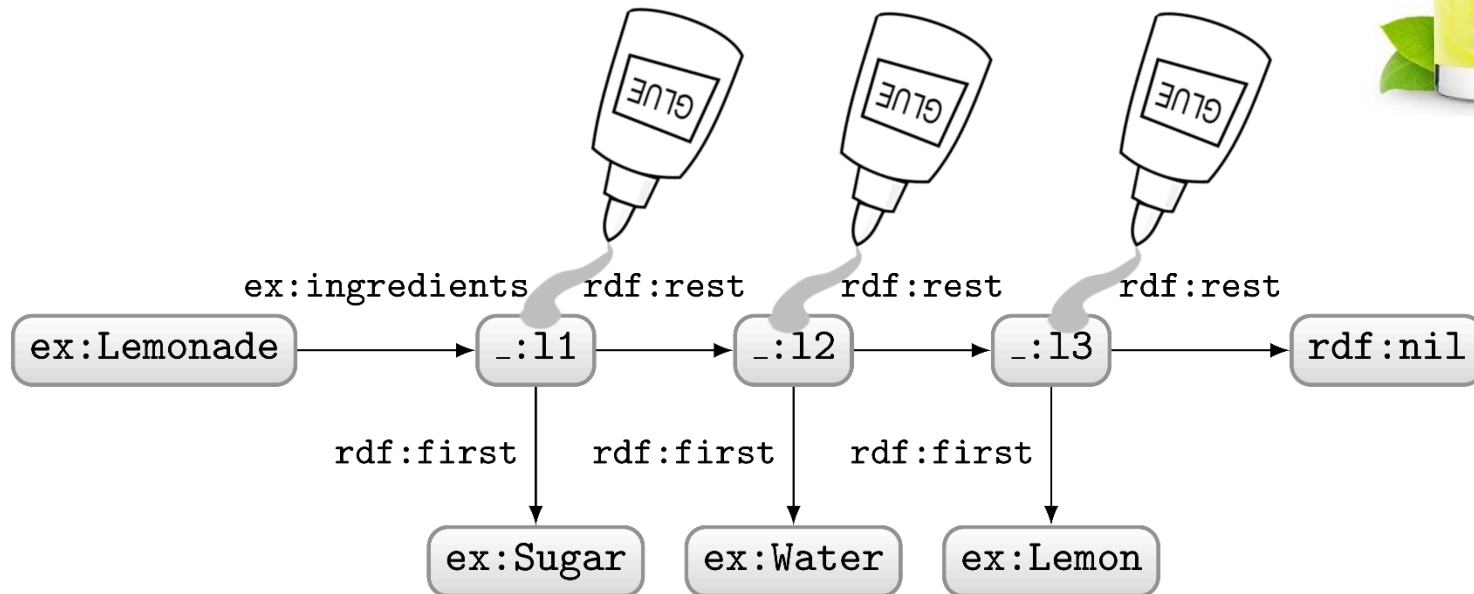 GLUE GLUE GLUE
ex:ingredients rdf:rest rdf:rest rdf:rest
ex:Lemonade _:l1 _:l2 _:l3 rdf:nil
rdf:first rdf:first rdf:first
ex:Sugar ex:Water ex:Lemon